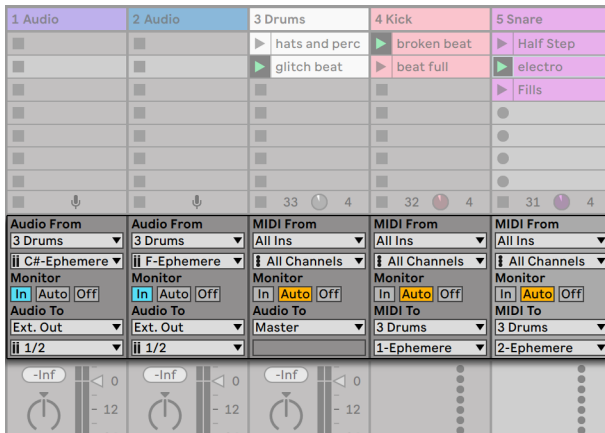 1 Audio
2 Audio
3 Drums
4 Kick
5 Snare
hats and perc
broken beat
Half Step
glitch beat
beat full
electro
Fills
33 4
32 4
31 4
Audio From
Audio From
MIDI From
MIDI From
MIDI From
3 Drums
3 Drums
All Ins
All Ins
All Ins
C#-Ephemere
F-Ephemere
All Channels
All Channels
All Channels
Monitor
Monitor
Monitor
Monitor
Monitor
In Auto Off
In Auto Off
In Auto Off
In Auto Off
In Auto Off
Audio To
Audio To
Audio To
MIDI To
MIDI To
Ext. Out
Ext. Out
Master
3 Drums
3 Drums
1/2
1/2
1-Ephemere
2-Ephemere
-Inf 0
-Inf 0
-Inf 0
- 12
- 12
- 12